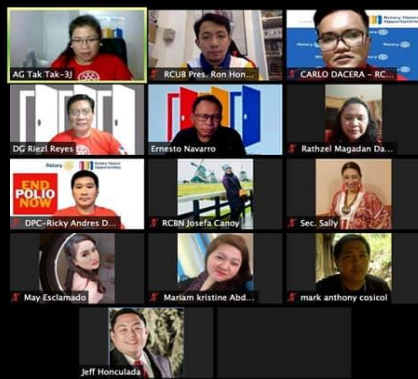 AG Tak Tak-3J
RCUB Pres. Ron Hon...
CARLO DACERA - RC...
DG Riezl Reyes
Ernesto Navarro
Rathzel Magadan Da...
Rotary
END
POLIO
NOW
DPC-Ricky Andres D...
RCBN Josefa Canoy
Sec. Sally
May Esclamado
Mariam kristine Abd...
mark anthony cosicol
Jeff Honculada